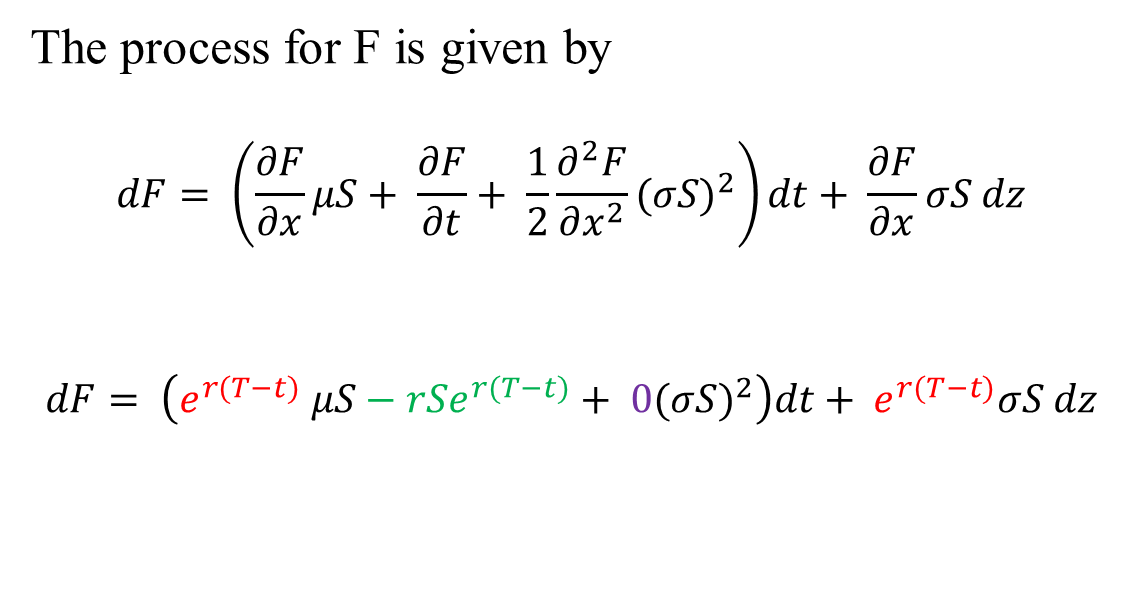 The process for F is given by
dF = (∂F/∂x μS + ∂F/∂t + 1/2 ∂²F/∂x² (σS)²) dt + ∂F/∂x σS dz
dF = (e^{r(T−t)} μS − rSe^{r(T−t)} + 0(σS)²)dt + e^{r(T−t)}σS dz